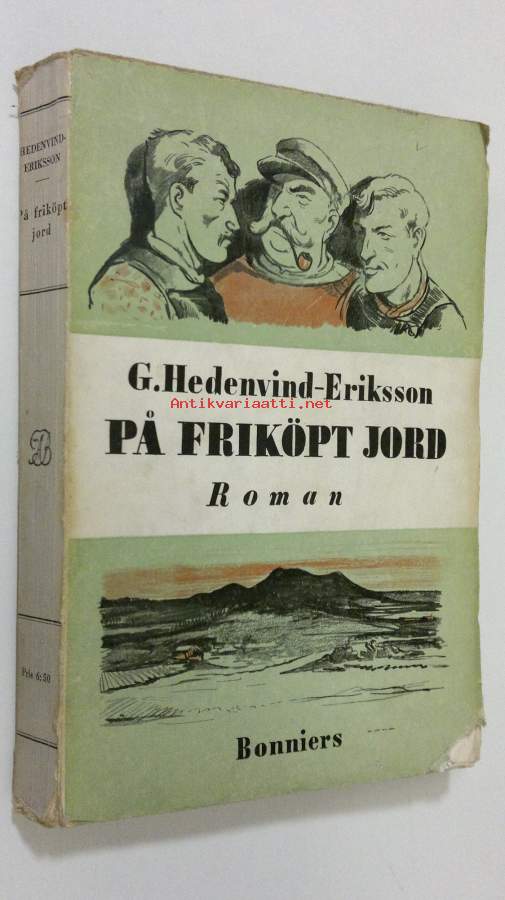 HEDENVIND-
ERIKSSON
På friköpt
jord
Pris 6:50
G.Hedenvind-Eriksson
Antikvariaatti.net
PÅ FRIKÖPT JORD
Roman
Bonniers